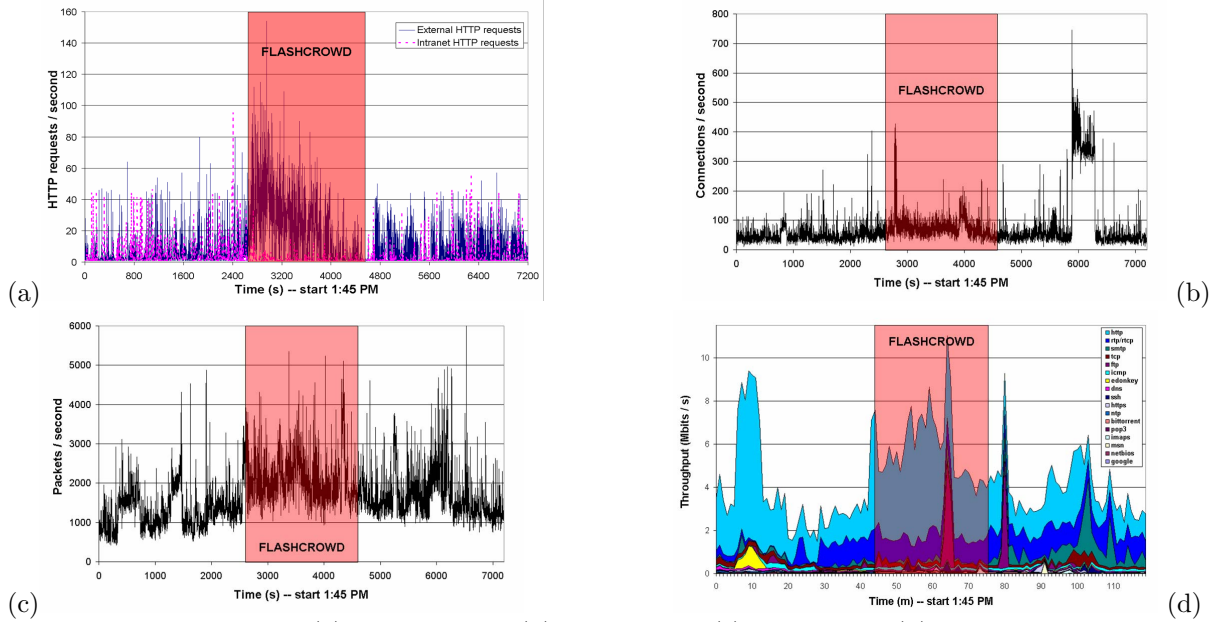 160
140
120
100
80
60
40
20
0
HTTP requests / second
FLASHCROWD
External HTTP requests
Intranet HTTP requests
0 800 1600 2400 3200 4000 4800 5600 6400 7200
Time (s) -- start 1:45 PM
(a)
800
700
600
500
400
300
200
100
0
Connections / second
FLASHCROWD
0 1000 2000 3000 4000 5000 6000 7000
Time (s) -- start 1:45 PM
(b)
6000
5000
4000
3000
2000
1000
0
Packets / second
FLASHCROWD
0 1000 2000 3000 4000 5000 6000 7000
Time (s) -- start 1:45 PM
(c)
10
8
6
4
2
0
Throughput (Mbits / s)
FLASHCROWD
http
rtp/rtcp
smtp
tcp
ftp
icmp
edonkey
dns
ssh
https
ntp
bittorrent
pop3
imaps
msn
netbios
google
0 10 20 30 40 50 60 70 80 90 100 110
Time (m) -- start 1:45 PM
(d)